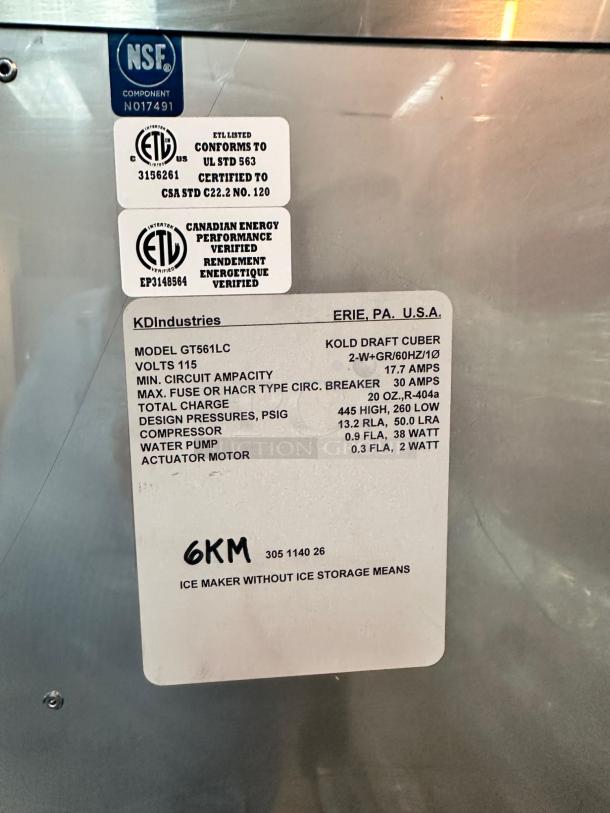 NSF®
COMPONENT
N017491
INTERTEK
ETL
C US
3156261
ETL LISTED
CONFORMS TO
UL STD 563
CERTIFIED TO
CSA STD C22.2 NO. 120
INTERTEK
ETL
VERIFIED
EP3148564
CANADIAN ENERGY
PERFORMANCE
VERIFIED
RENDEMENT
ENERGETIQUE
VERIFIED
KDIndustries ERIE, PA. U.S.A.
MODEL GT561LC KOLD DRAFT CUBER
VOLTS 115 2-W+GR/60HZ/1Ø
MIN. CIRCUIT AMPACITY 17.7 AMPS
MAX. FUSE OR HACR TYPE CIRC. BREAKER 30 AMPS
TOTAL CHARGE 20 OZ.,R-404a
DESIGN PRESSURES, PSIG 445 HIGH, 260 LOW
COMPRESSOR 13.2 RLA, 50.0 LRA
WATER PUMP 0.9 FLA, 38 WATT
ACTUATOR MOTOR 0.3 FLA, 2 WATT
6KM 305 1140 26
ICE MAKER WITHOUT ICE STORAGE MEANS